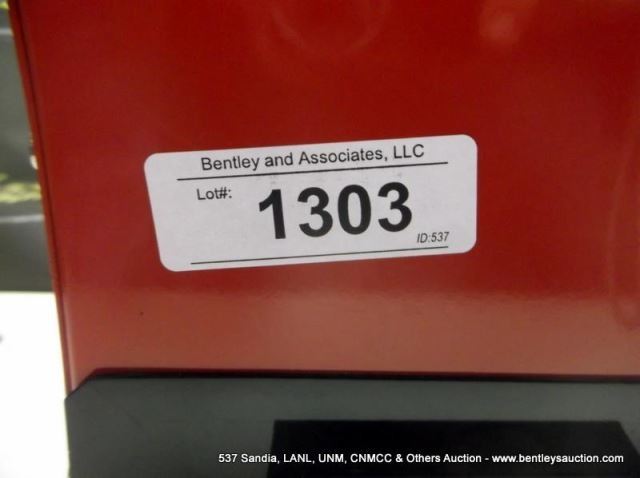 Bentley and Associates, LLC
Lot#:
1303
ID:537
537 Sandia, LANL, UNM, CNMCC & Others Auction - www.bentleysauction.com